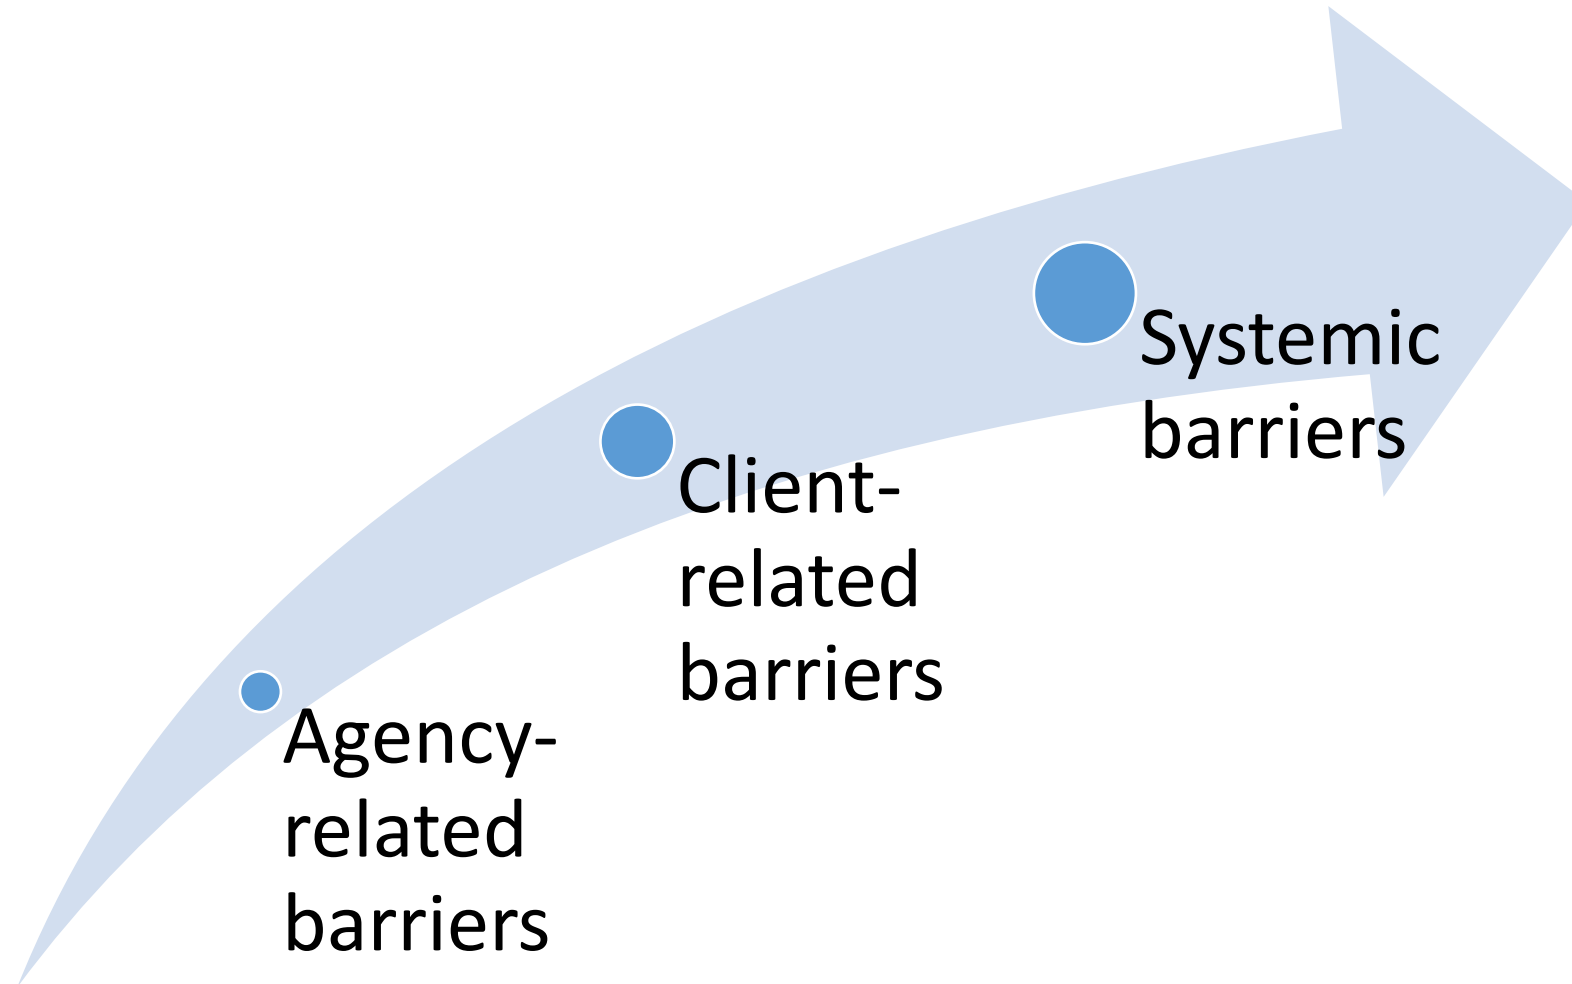 Agency-
related
barriers
Client-
related
barriers
Systemic
barriers